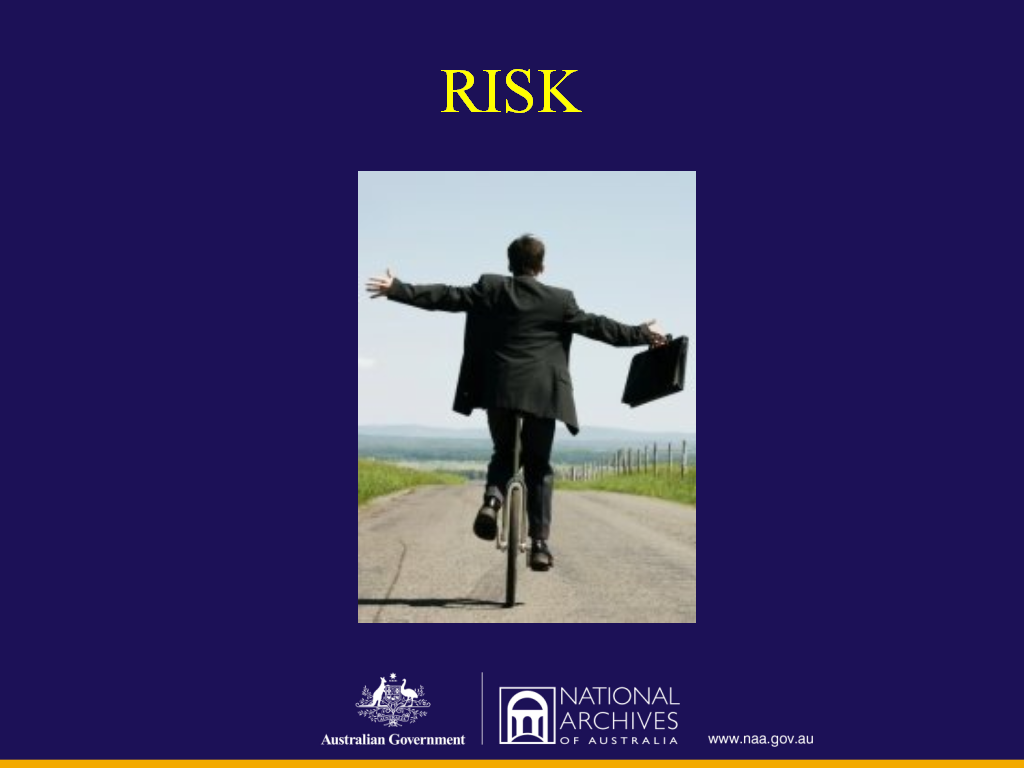 RISK
Australian Government
NATIONAL
ARCHIVES
OF AUSTRALIA
www.naa.gov.au